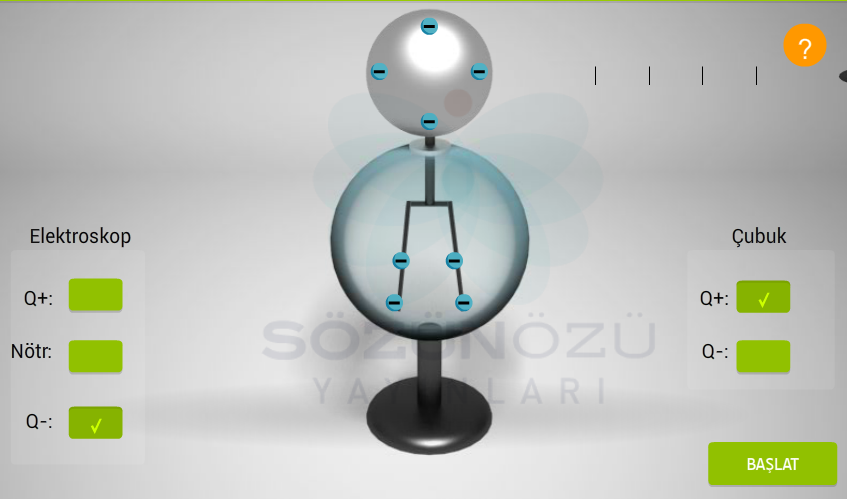 ?
Elektroskop
Q+:
Nötr:
Q-:
Çubuk
Q+:
Q-:
SÖZÜNÖZÜ
YAYINLARI
BAŞLAT